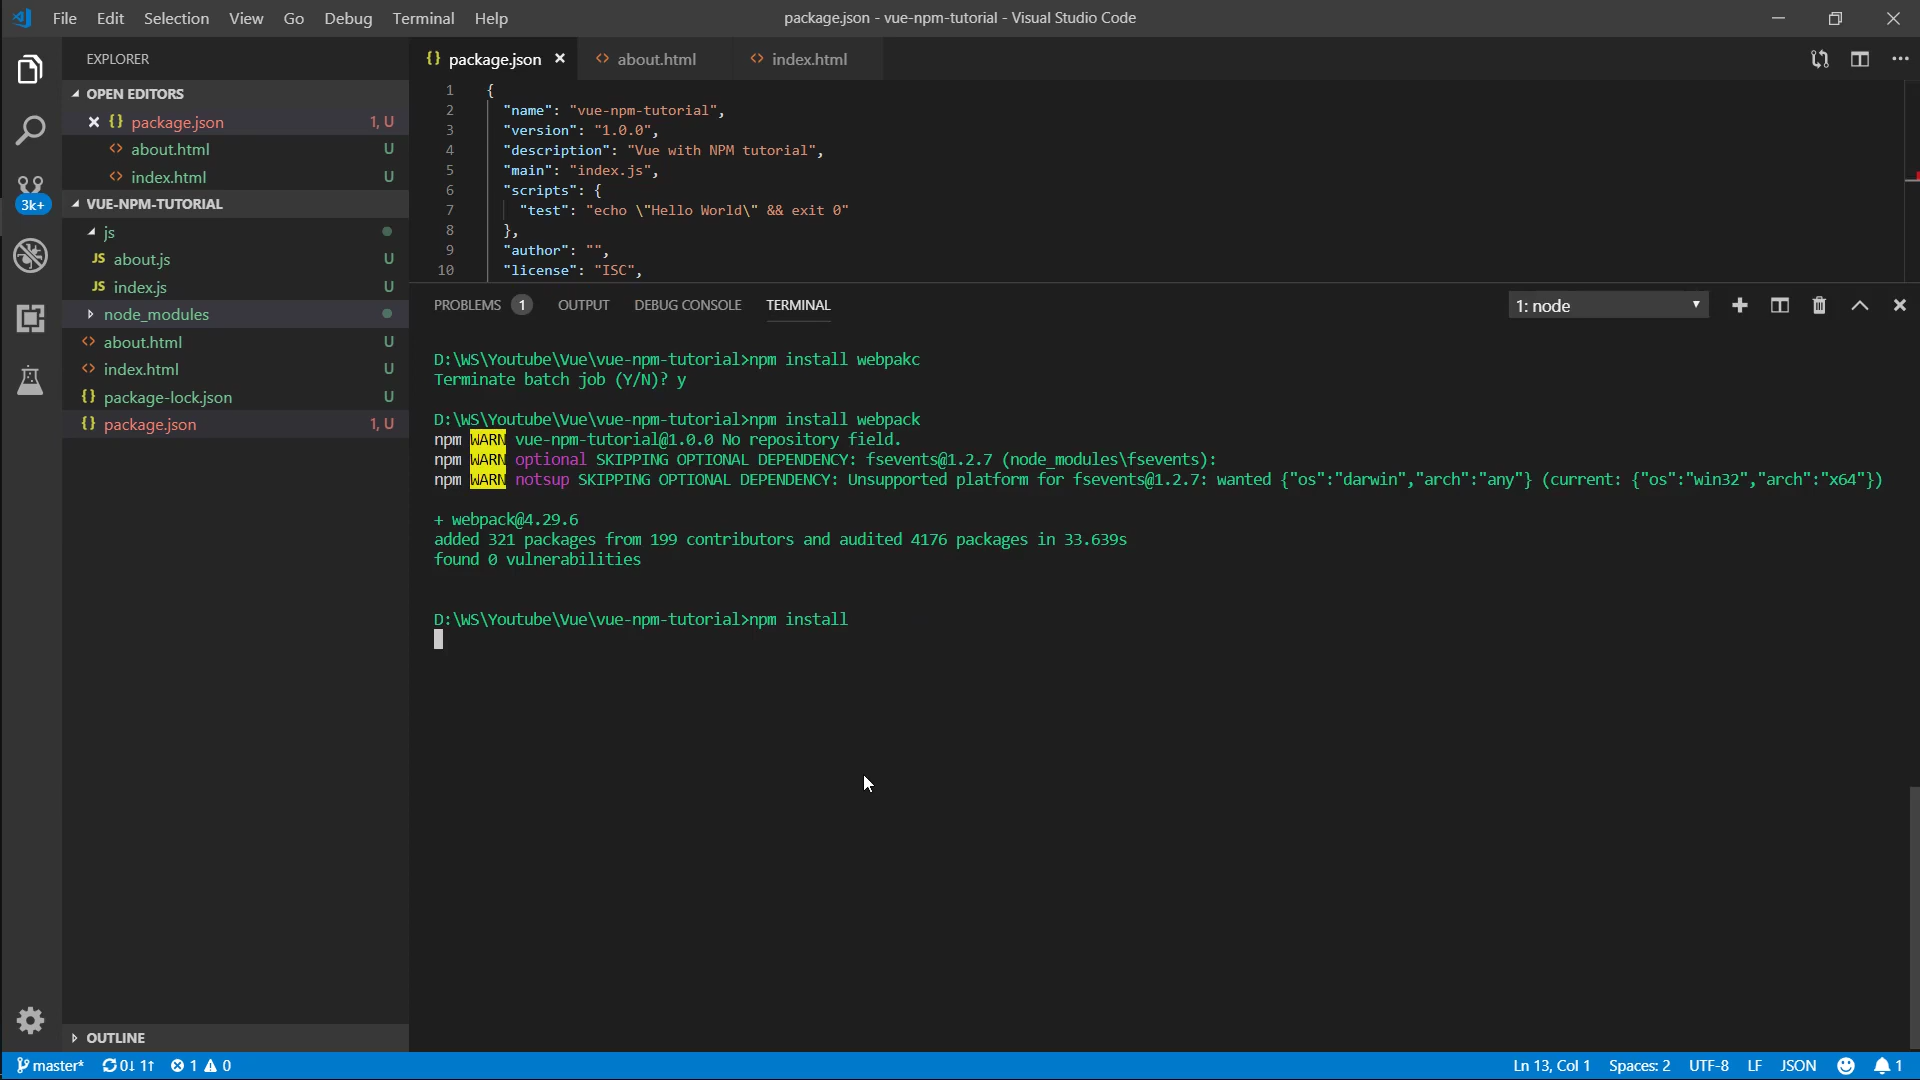 File Edit Selection View Go Debug Terminal Help
package.json - vue-npm-tutorial - Visual Studio Code
EXPLORER
OPEN EDITORS
package.json 1, U
about.html U
index.html U
VUE-NPM-TUTORIAL
js
JS about.js U
JS index.js U
node_modules
about.html U
index.html U
package-lock.json U
package.json 1, U
OUTLINE
3k+
{} package.json <> about.html <> index.html
1 {
2 "name": "vue-npm-tutorial",
3 "version": "1.0.0",
4 "description": "Vue with NPM tutorial",
5 "main": "index.js",
6 "scripts": {
7 "test": "echo \"Hello World\" && exit 0"
8 },
9 "author": "",
10 "license": "ISC",
PROBLEMS 1 OUTPUT DEBUG CONSOLE TERMINAL 1: node
D:\WS\Youtube\Vue\vue-npm-tutorial>npm install webpakc
Terminate batch job (Y/N)? y
D:\WS\Youtube\Vue\vue-npm-tutorial>npm install webpack
npm WARN vue-npm-tutorial@1.0.0 No repository field.
npm WARN optional SKIPPING OPTIONAL DEPENDENCY: fsevents@1.2.7 (node_modules\fsevents):
npm WARN notsup SKIPPING OPTIONAL DEPENDENCY: Unsupported platform for fsevents@1.2.7: wanted {"os":"darwin","arch":"any"} (current: {"os":"win32","arch":"x64"})
+ webpack@4.29.6
added 321 packages from 199 contributors and audited 4176 packages in 33.639s
found 0 vulnerabilities
D:\WS\Youtube\Vue\vue-npm-tutorial>npm install
master* 0↓ 1↑ 1 0
Ln 13, Col 1 Spaces: 2 UTF-8 LF JSON 1